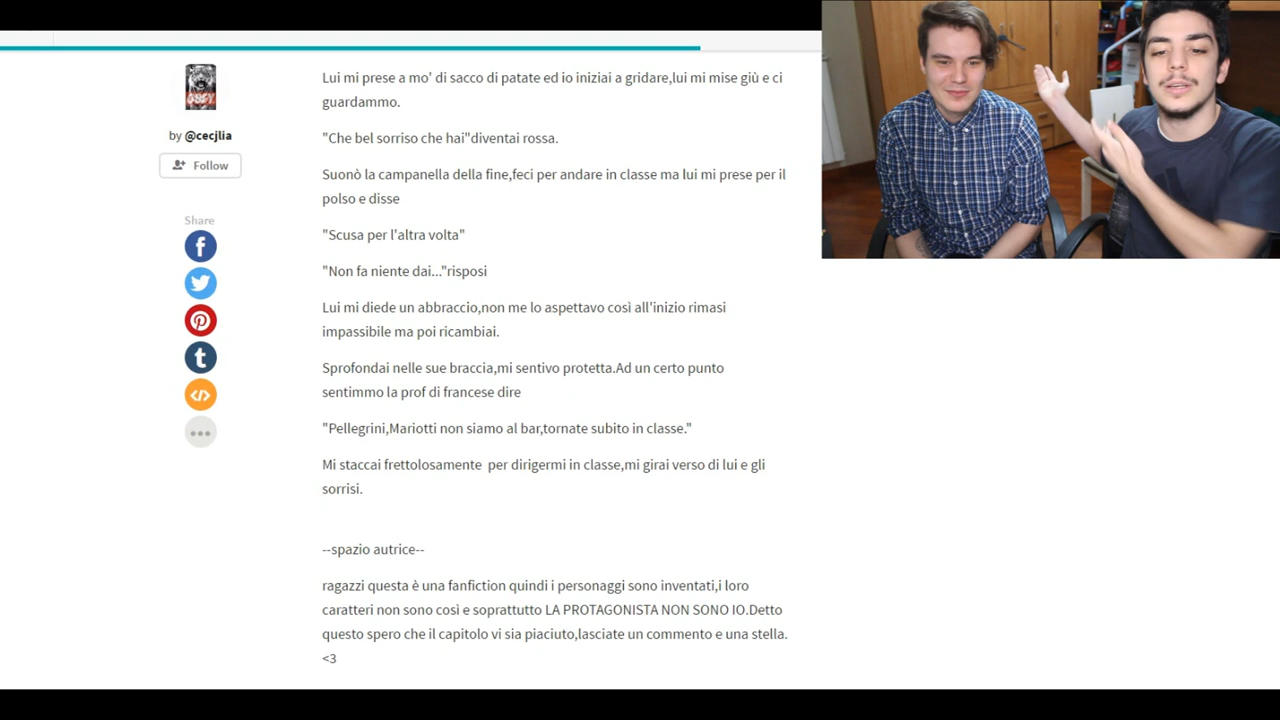 Lui mi prese a mo' di sacco di patate ed io iniziai a gridare,lui mi mise giù e ci
guardammo.
OBEY
by @cecjlia
"Che bel sorriso che hai"diventai rossa.
Follow
Suonò la campanella della fine,feci per andare in classe ma lui mi prese per il
polso e disse
Share
"Scusa per l'altra volta"
"Non fa niente dai..."risposi
Lui mi diede un abbraccio,non me lo aspettavo così all'inizio rimasi
impassibile ma poi ricambiai.
Sprofondai nelle sue braccia,mi sentivo protetta.Ad un certo punto
sentimmo la prof di francese dire
"Pellegrini,Mariotti non siamo al bar,tornate subito in classe."
Mi staccai frettolosamente  per dirigermi in classe,mi girai verso di lui e gli
sorrisi.
--spazio autrice--
ragazzi questa è una fanfiction quindi i personaggi sono inventati,i loro
caratteri non sono così e soprattutto LA PROTAGONISTA NON SONO IO.Detto
questo spero che il capitolo vi sia piaciuto,lasciate un commento e una stella.
<3